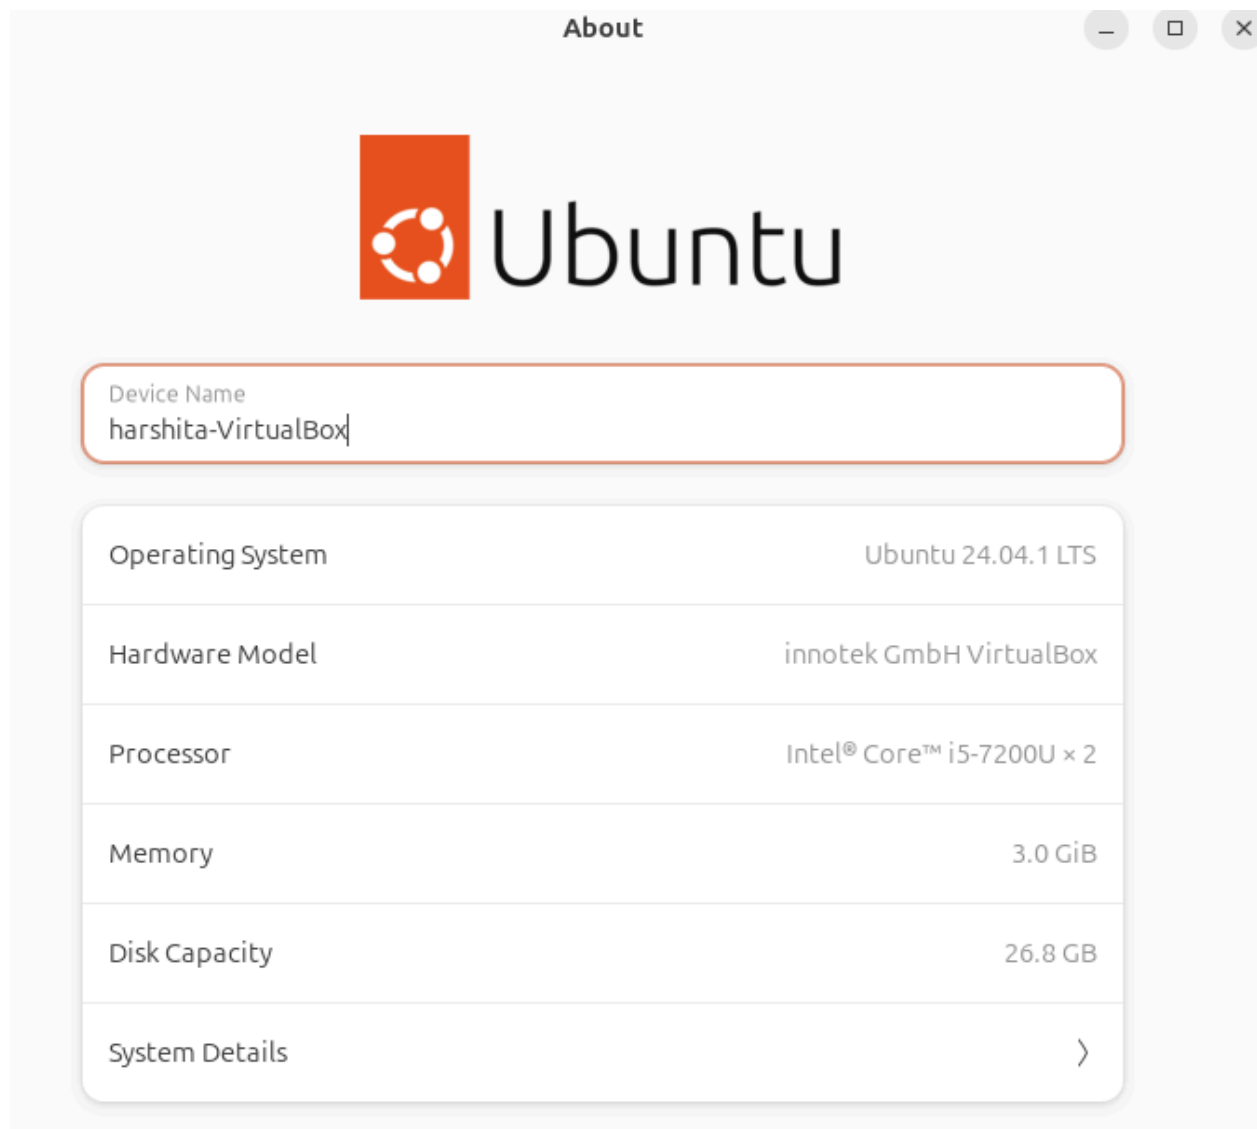 About
Ubuntu
Device Name
harshita-VirtualBox
Operating System Ubuntu 24.04.1 LTS
Hardware Model innotek GmbH VirtualBox
Processor Intel® Core™ i5-7200U × 2
Memory 3.0 GiB
Disk Capacity 26.8 GB
System Details